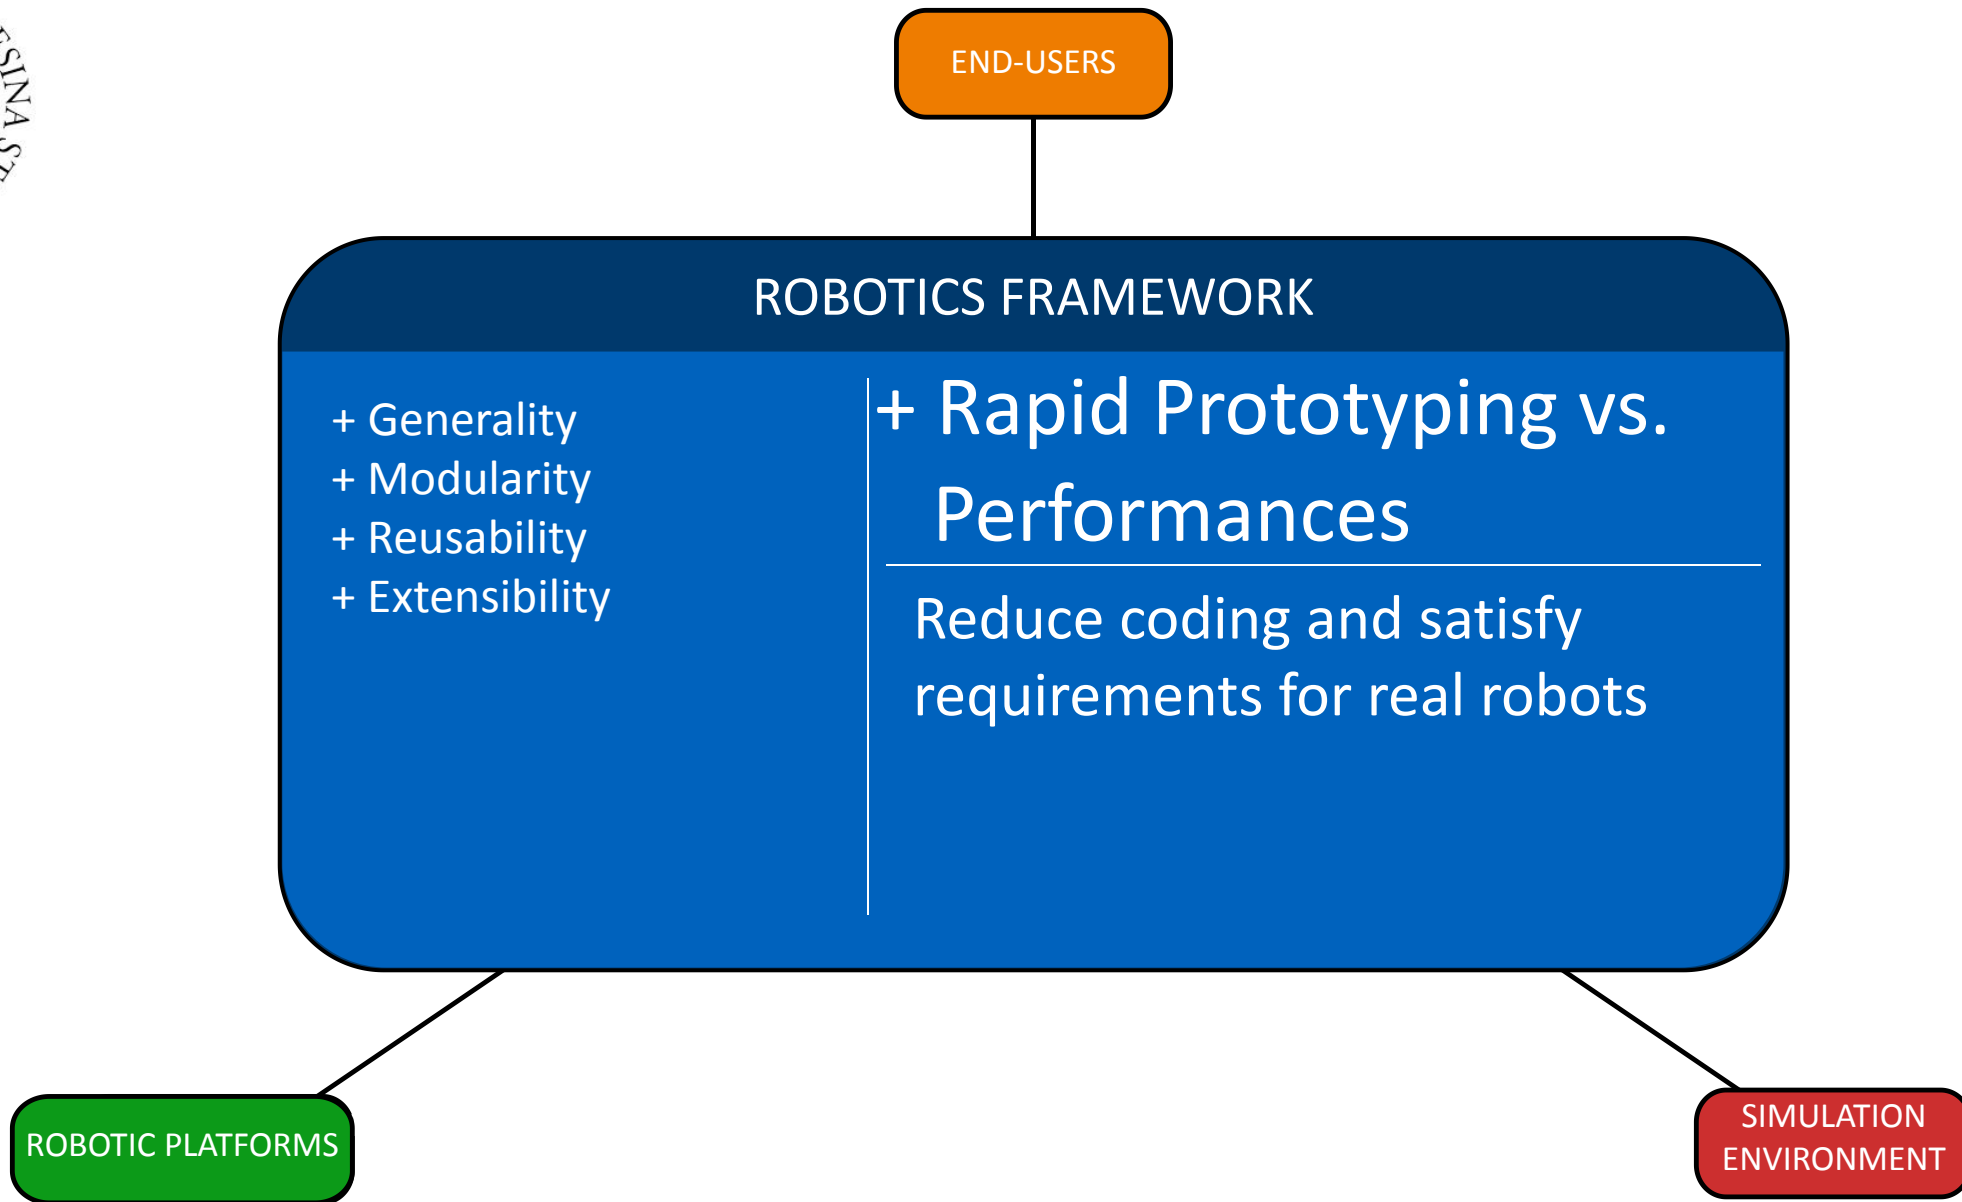 END-USERS
ROBOTICS FRAMEWORK
+ Generality
+ Modularity
+ Reusability
+ Extensibility
+ Rapid Prototyping vs.
Performances
Reduce coding and satisfy
requirements for real robots
ROBOTIC PLATFORMS
SIMULATION
ENVIRONMENT